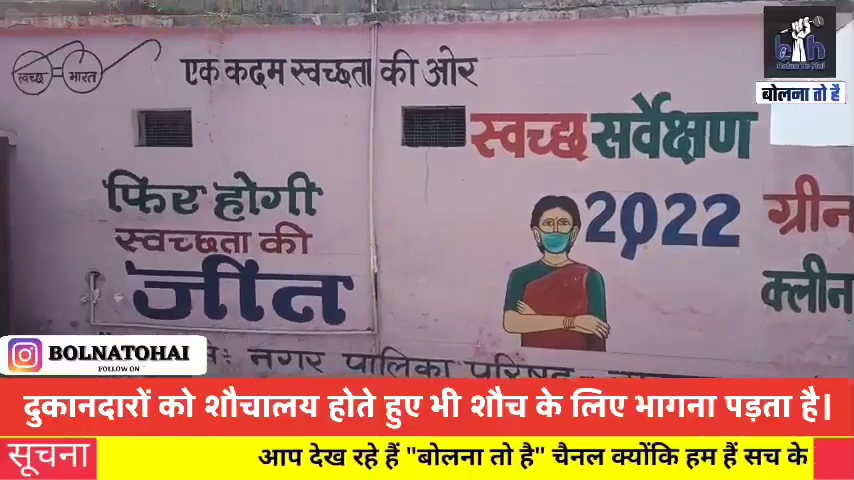 स्वच्छ भारत
एक कदम स्वच्छता की ओर
बोलना तो है
स्वच्छ सर्वेक्षण
2022
फिर होगी
स्वच्छता की
जीत
ग्रीन
क्लीन
नगर पालिका परिषद
BOLNATOHAI
FOLLOW ON
दुकानदारों को शौचालय होते हुए भी शौच के लिए भागना पड़ता है।
सूचना
आप देख रहे हैं "बोलना तो है" चैनल क्योंकि हम हैं सच के